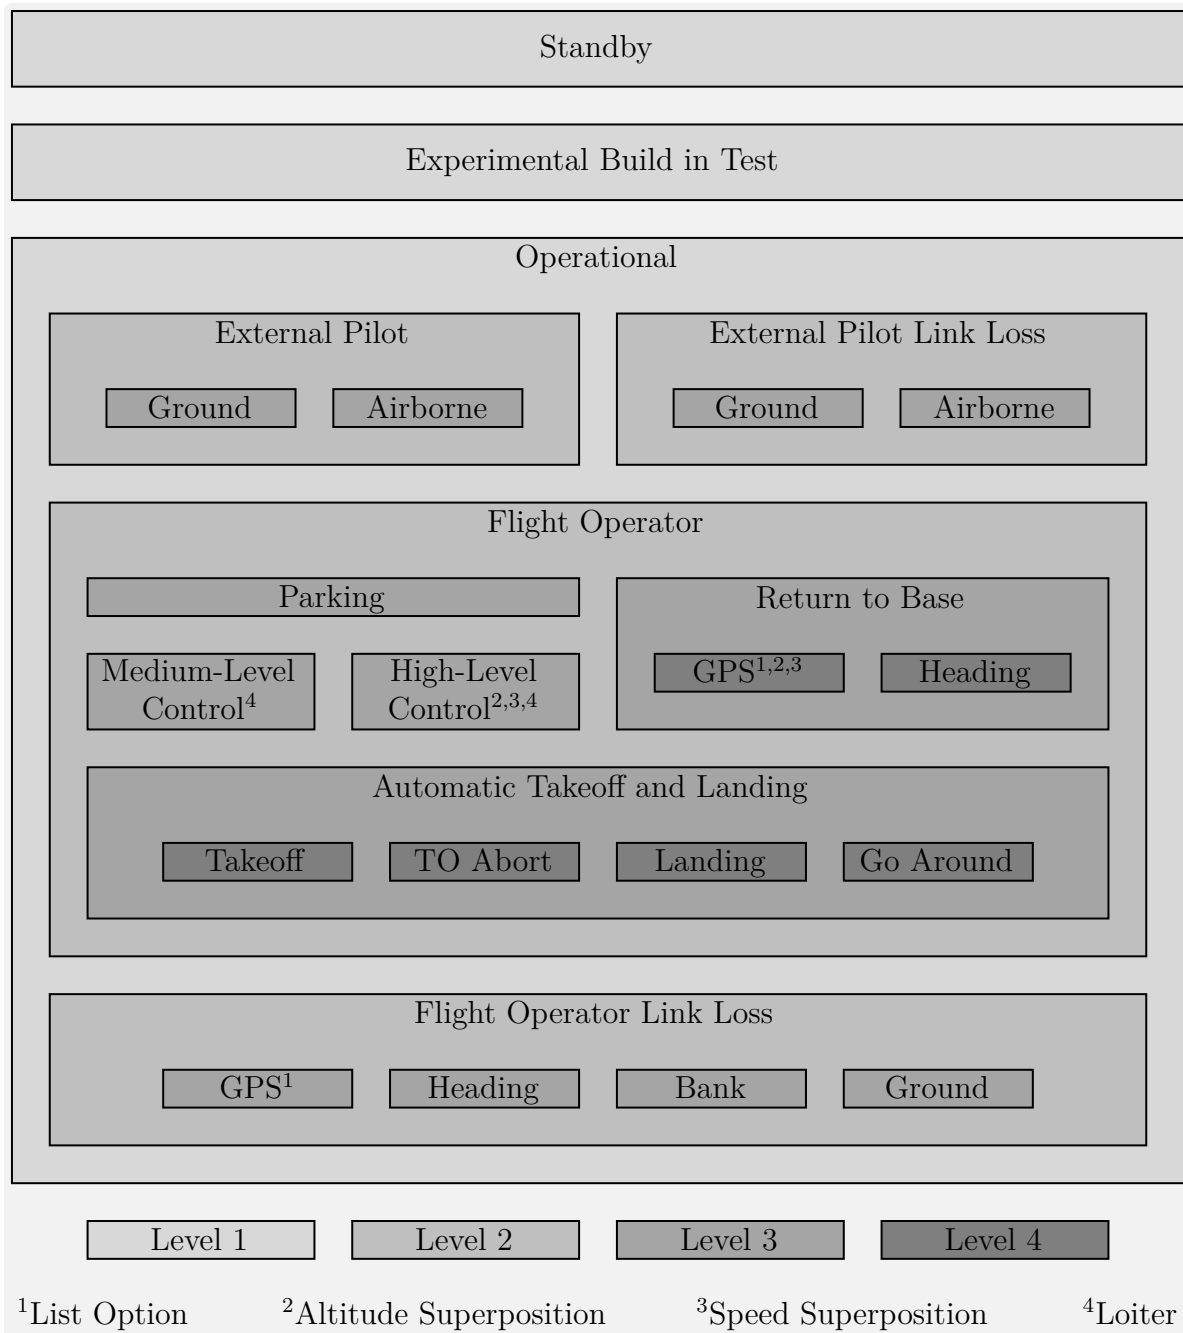 Standby
Experimental Build in Test
Operational
External Pilot
Ground
Airborne
External Pilot Link Loss
Ground
Airborne
Flight Operator
Parking
Medium-Level
Control⁴
High-Level
Control²,³,⁴
Return to Base
GPS¹,²,³
Heading
Automatic Takeoff and Landing
Takeoff
TO Abort
Landing
Go Around
Flight Operator Link Loss
GPS¹
Heading
Bank
Ground
Level 1
Level 2
Level 3
Level 4
¹List Option
²Altitude Superposition
³Speed Superposition
⁴Loiter